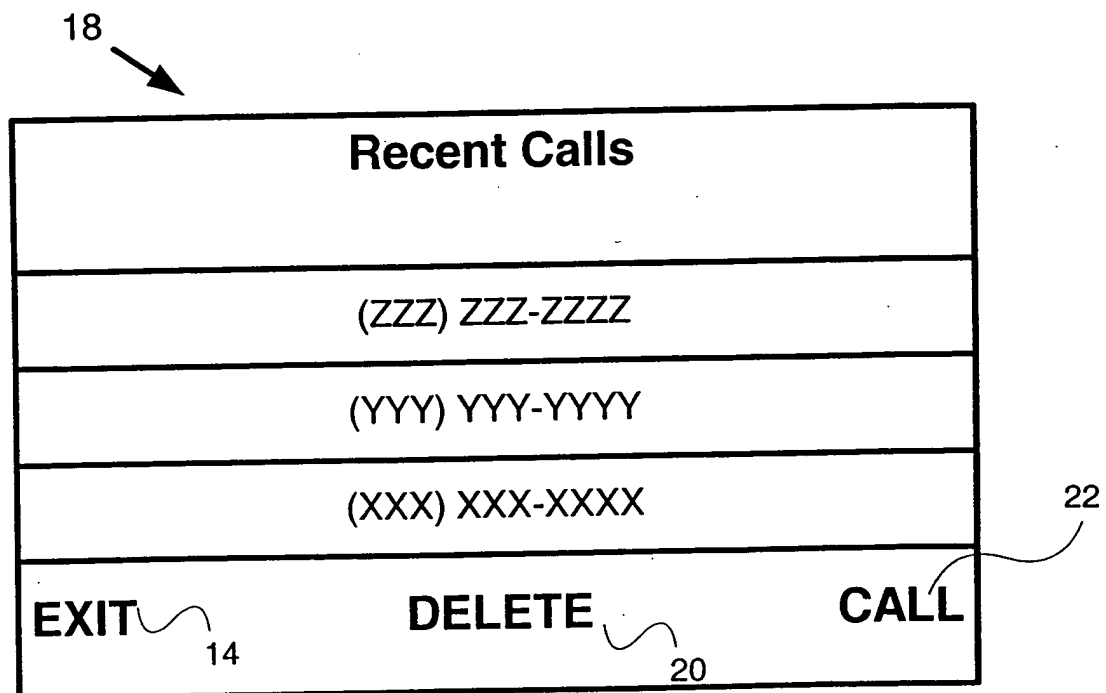 18
Recent Calls
(ZZZ) ZZZ-ZZZZ
(YYY) YYY-YYYY
(XXX) XXX-XXXX
22
EXIT DELETE CALL
14 20